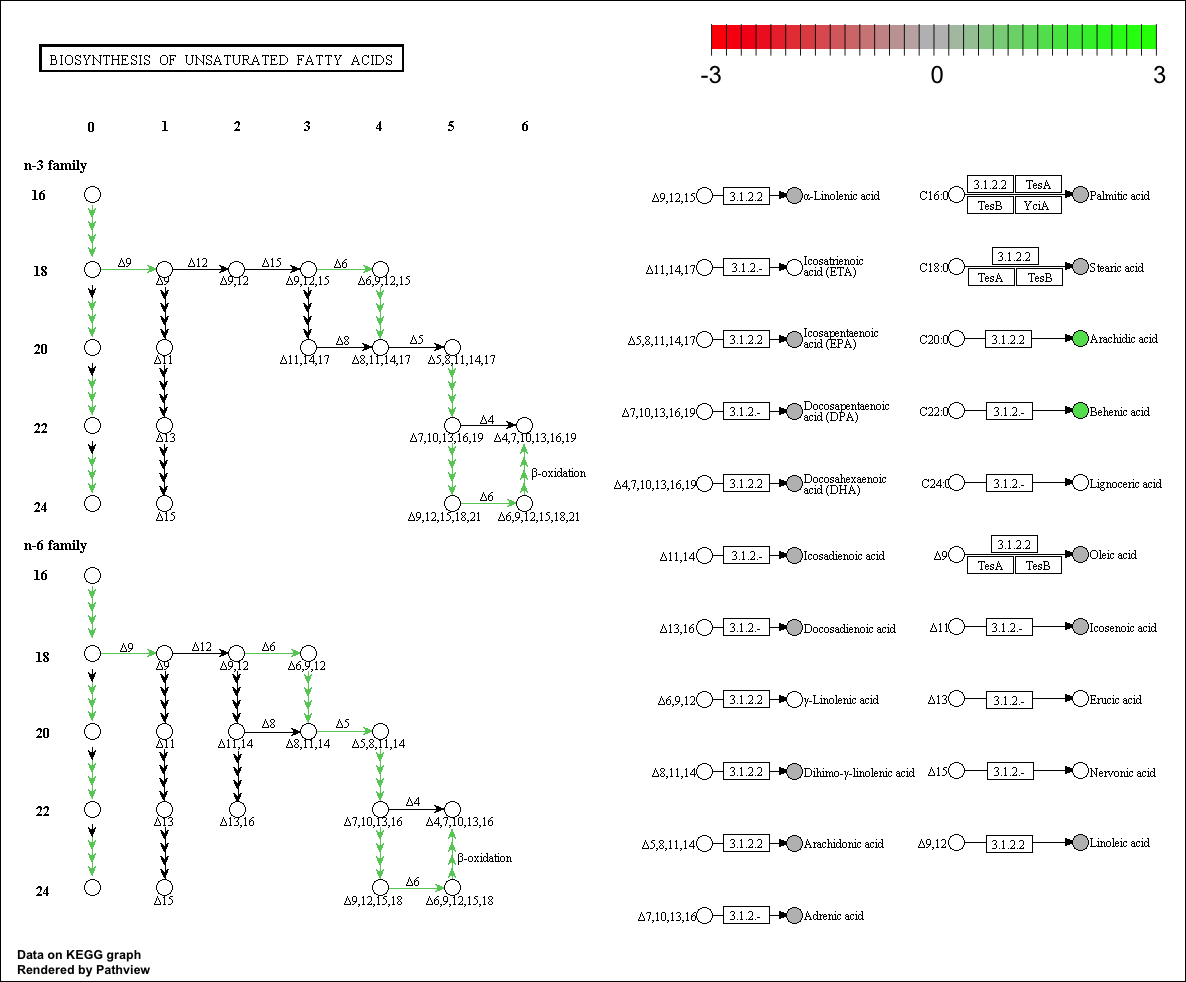 BIOSYNTHESIS OF UNSATURATED FATTY ACIDS
-3 0 3
0 1 2 3 4 5 6
n-3 family
16
18
Δ9 Δ12 Δ15 Δ6
Δ9 Δ9,12 Δ9,12,15 Δ6,9,12,15
20
Δ8 Δ5
Δ11 Δ11,14,17 Δ8,11,14,17 Δ5,8,11,14,17
22
Δ4
Δ13 Δ7,10,13,16,19 Δ4,7,10,13,16,19
β-oxidation
24
Δ6
Δ15 Δ9,12,15,18,21 Δ6,9,12,15,18,21
n-6 family
16
18
Δ9 Δ12 Δ6
Δ9 Δ9,12 Δ6,9,12
20
Δ8 Δ5
Δ11 Δ11,14 Δ8,11,14 Δ5,8,11,14
22
Δ4
Δ13 Δ13,16 Δ7,10,13,16 Δ4,7,10,13,16
β-oxidation
24
Δ6
Δ15 Δ9,12,15,18 Δ6,9,12,15,18
Δ9,12,15 3.1.2.2 α-Linolenic acid
Δ11,14,17 3.1.2.- Icosatrienoic
acid (ETA)
Δ5,8,11,14,17 3.1.2.2 Icosapentaenoic
acid (EPA)
Δ7,10,13,16,19 3.1.2.- Docosapentaenoic
acid (DPA)
Δ4,7,10,13,16,19 3.1.2.2 Docosahexaenoic
acid (DHA)
Δ11,14 3.1.2.- Icosadienoic acid
Δ13,16 3.1.2.- Docosadienoic acid
Δ6,9,12 3.1.2.2 γ-Linolenic acid
Δ8,11,14 3.1.2.2 Dihimo-γ-linolenic acid
Δ5,8,11,14 3.1.2.2 Arachidonic acid
Δ7,10,13,16 3.1.2.- Adrenic acid
3.1.2.2 TesA
C16:0 Palmitic acid
TesB YciA
3.1.2.2
C18:0 Stearic acid
TesA TesB
C20:0 3.1.2.2 Arachidic acid
C22:0 3.1.2.- Behenic acid
C24:0 3.1.2.- Lignoceric acid
3.1.2.2
Δ9 Oleic acid
TesA TesB
Δ11 3.1.2.- Icosenoic acid
Δ13 3.1.2.- Erucic acid
Δ15 3.1.2.- Nervonic acid
Δ9,12 3.1.2.2 Linoleic acid
Data on KEGG graph
Rendered by Pathview